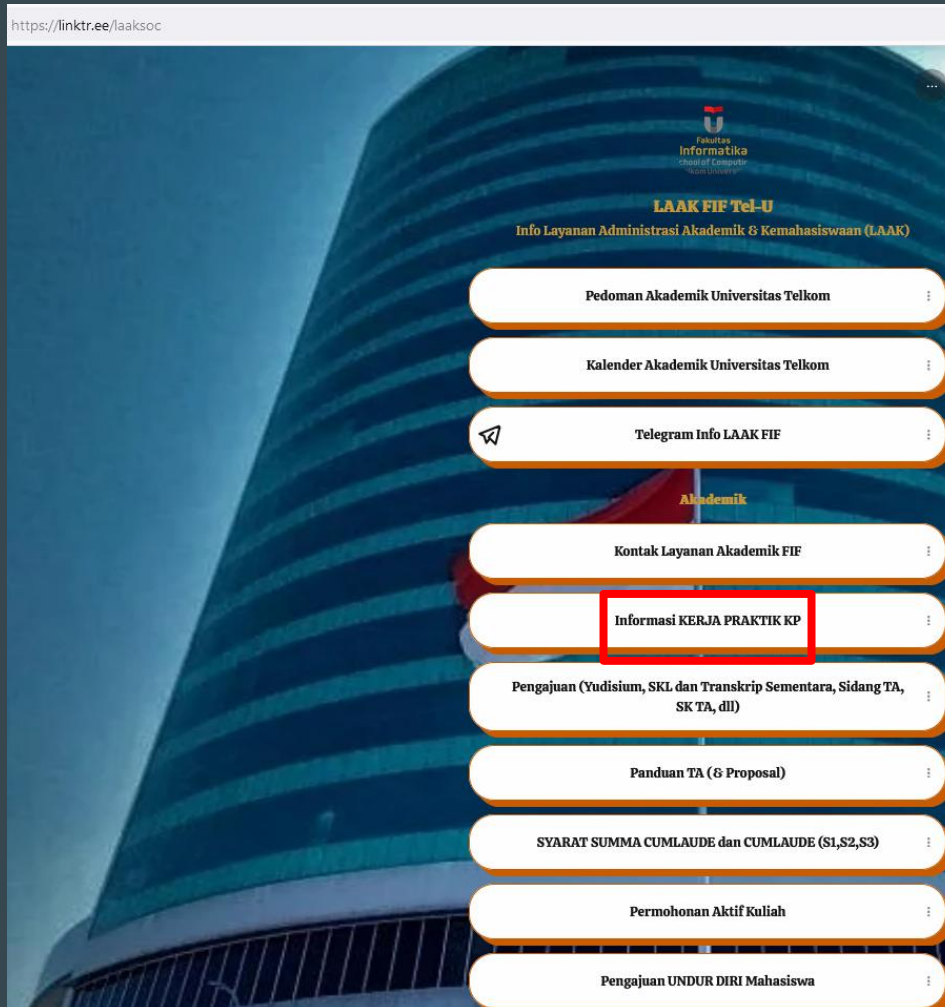 https://linktr.ee/laaksoc
Fakultas
Informatika
LAAK FIF Tel-U
Info Layanan Administrasi Akademik & Kemahasiswaan (LAAK)
Pedoman Akademik Universitas Telkom
Kalender Akademik Universitas Telkom
Telegram Info LAAK FIF
Akademik
Kontak Layanan Akademik FIF
Informasi KERJA PRAKTIK KP
Pengajuan (Yudisium, SKL dan Transkrip Sementara, Sidang TA,
SK TA, dll)
Panduan TA (& Proposal)
SYARAT SUMMA CUMLAUDE dan CUMLAUDE (S1,S2,S3)
Permohonan Aktif Kuliah
Pengajuan UNDUR DIRI Mahasiswa